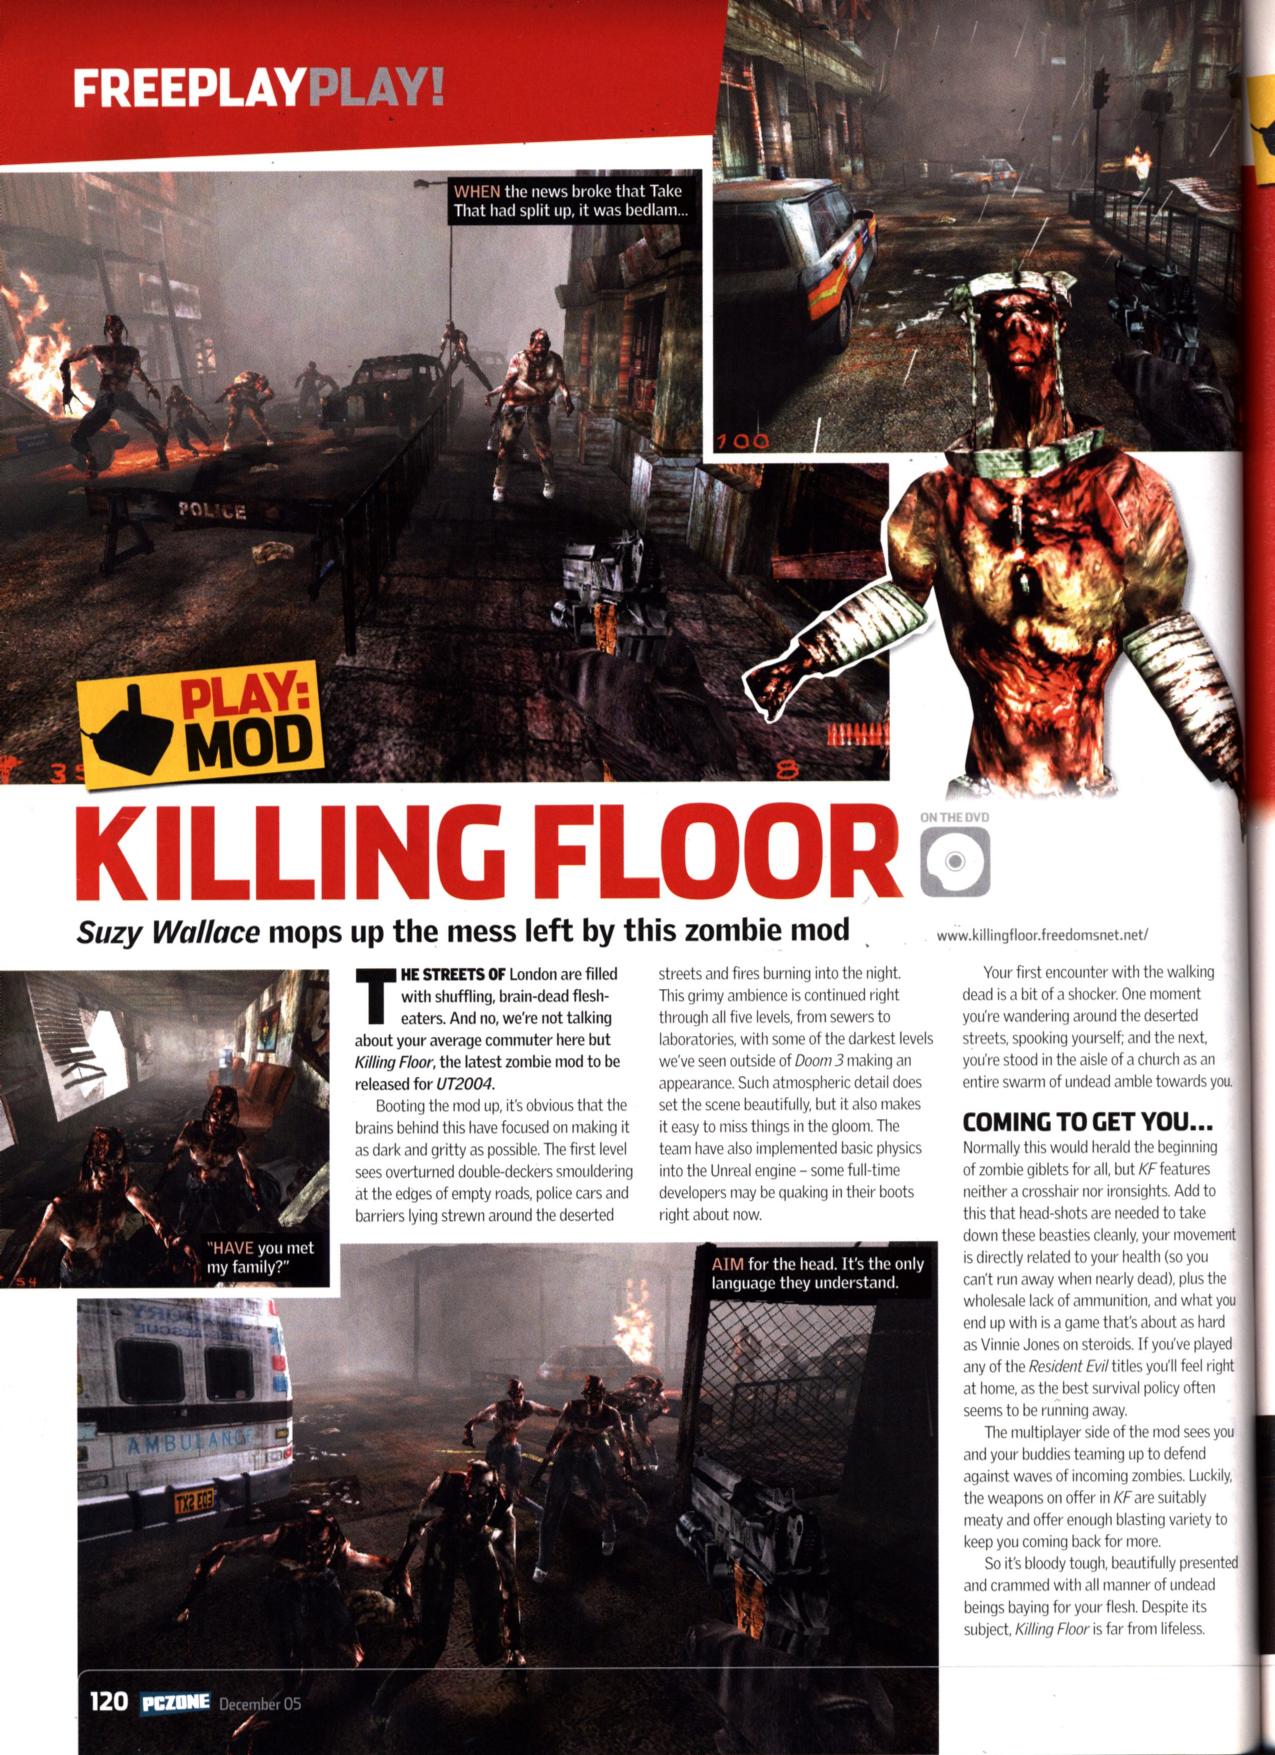 FREEPLAYPLAY!
WHEN the news broke that Take
That had split up, it was bedlam...
100
POLICE
8
PLAY:
MOD
KILLING FLOOR
ON THE DVD
Suzy Wallace mops up the mess left by this zombie mod
www.killingfloor.freedomsnet.net/
THE STREETS OF London are filled
with shuffling, brain-dead flesh-
eaters. And no, we're not talking
about your average commuter here but
Killing Floor, the latest zombie mod to be
released for UT2004.
Booting the mod up, it's obvious that the
brains behind this have focused on making it
as dark and gritty as possible. The first level
sees overturned double-deckers smouldering
at the edges of empty roads, police cars and
barriers lying strewn around the deserted
streets and fires burning into the night.
This grimy ambience is continued right
through all five levels, from sewers to
laboratories, with some of the darkest levels
we've seen outside of Doom 3 making an
appearance. Such atmospheric detail does
set the scene beautifully, but it also makes
it easy to miss things in the gloom. The
team have also implemented basic physics
into the Unreal engine – some full-time
developers may be quaking in their boots
right about now.
Your first encounter with the walking
dead is a bit of a shocker. One moment
you're wandering around the deserted
streets, spooking yourself; and the next,
you're stood in the aisle of a church as an
entire swarm of undead amble towards you.
COMING TO GET YOU...
Normally this would herald the beginning
of zombie giblets for all, but KF features
neither a crosshair nor ironsights. Add to
this that head-shots are needed to take
down these beasties cleanly, your movement
is directly related to your health (so you
can't run away when nearly dead), plus the
wholesale lack of ammunition, and what you
end up with is a game that's about as hard
as Vinnie Jones on steroids. If you've played
any of the Resident Evil titles you'll feel right
at home, as the best survival policy often
seems to be running away.
The multiplayer side of the mod sees you
and your buddies teaming up to defend
against waves of incoming zombies. Luckily,
the weapons on offer in KF are suitably
meaty and offer enough blasting variety to
keep you coming back for more.
So it's bloody tough, beautifully presented
and crammed with all manner of undead
beings baying for your flesh. Despite its
subject, Killing Floor is far from lifeless.
"HAVE you met
my family?"
54
AIM for the head. It's the only
language they understand.
AMBULANCE
120 PCZONE December 05